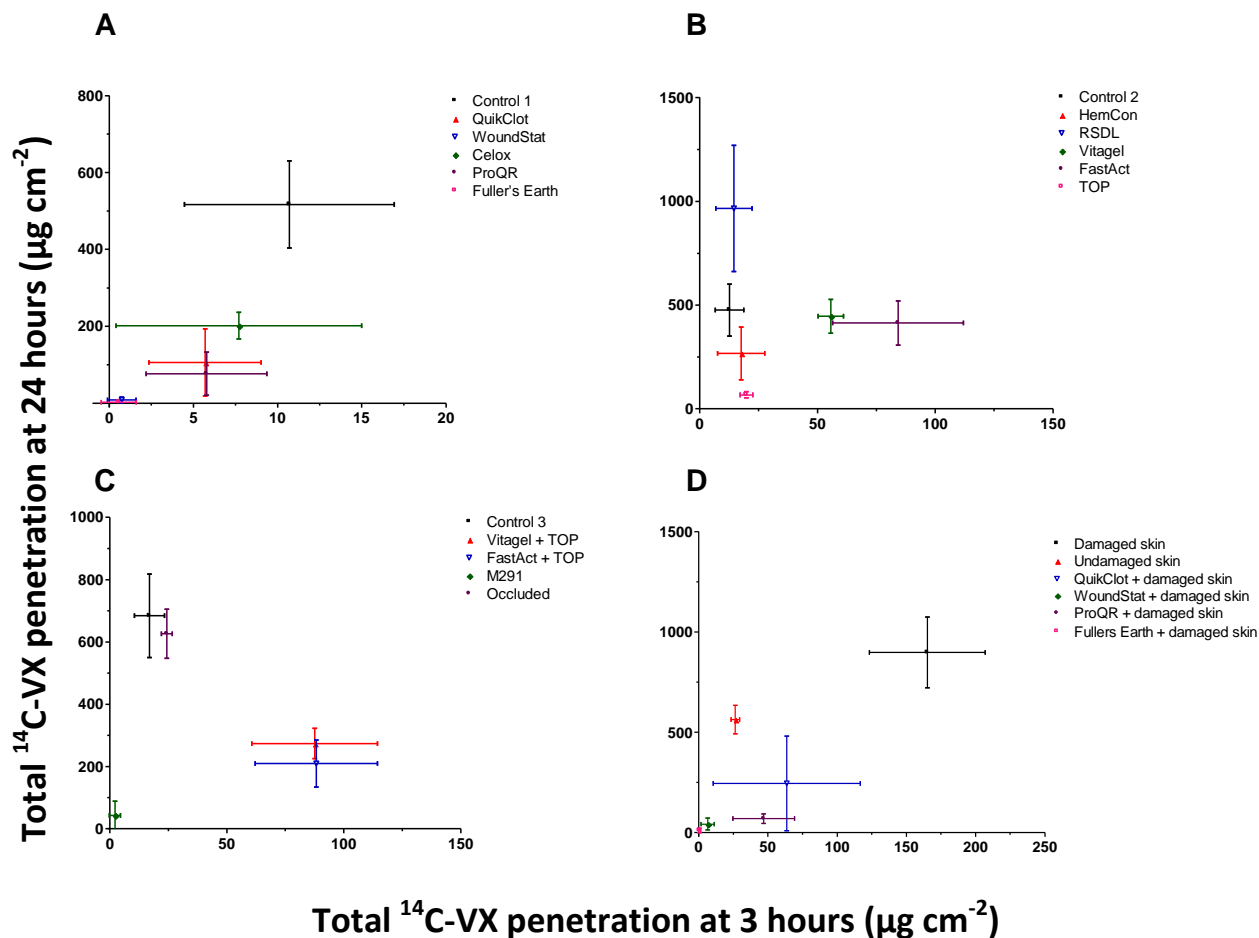 A
800
600
400
200
0
5
10
15
20
Control 1
QuikClot
WoundStat
Celox
ProQR
Fuller's Earth
B
1500
1000
500
0
0
50
100
150
Control 2
HemCon
RSDL
Vitagel
FastAct
TOP
C
1000
800
600
400
200
0
0
50
100
150
Control 3
Vitagel + TOP
FastAct + TOP
M291
Occluded
D
1500
1000
500
0
0
50
100
150
200
250
Damaged skin
Undamaged skin
QuikClot + damaged skin
WoundStat + damaged skin
ProQR + damaged skin
Fullers Earth + damaged skin
Total ¹⁴C-VX penetration at 24 hours (µg cm⁻²)
Total ¹⁴C-VX penetration at 3 hours (µg cm⁻²)